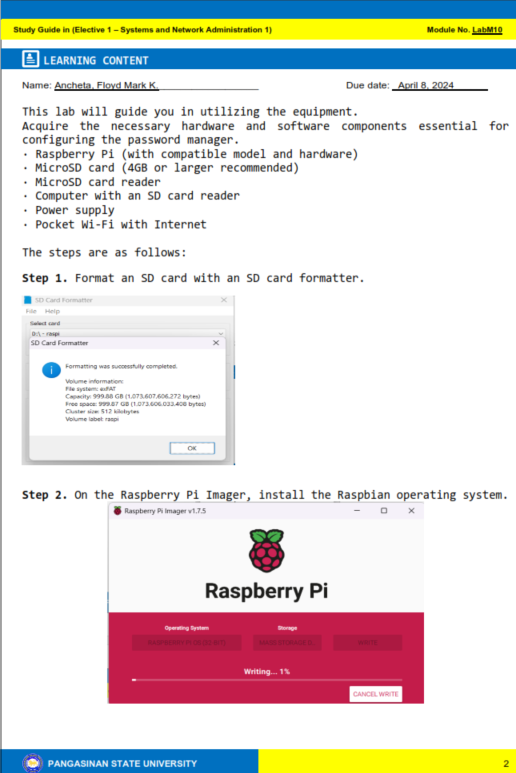 Study Guide in (Elective 1 – Systems and Network Administration 1) Module No. LabM10
LEARNING CONTENT
Name: Ancheta, Floyd Mark K. Due date: April 8, 2024
This lab will guide you in utilizing the equipment.
Acquire the necessary hardware and software components essential for
configuring the password manager.
· Raspberry Pi (with compatible model and hardware)
· MicroSD card (4GB or larger recommended)
· MicroSD card reader
· Computer with an SD card reader
· Power supply
· Pocket Wi-Fi with Internet
The steps are as follows:
Step 1. Format an SD card with an SD card formatter.
SD Card Formatter
File Help
Select card
D:\ - raspi
SD Card Formatter
Formatting was successfully completed.
Volume information:
File system: exFAT
Capacity: 999.88 GB (1,073,607,606,272 bytes)
Free space: 999.87 GB (1,073,606,033,408 bytes)
Cluster size: 512 kilobytes
Volume label: raspi
OK
Step 2. On the Raspberry Pi Imager, install the Raspbian operating system.
Raspberry Pi Imager v1.7.5
Raspberry Pi
Operating System Storage
RASPBERRY PI OS (32-BIT) WRITE
Writing... 1%
CANCEL WRITE
PANGASINAN STATE UNIVERSITY 2